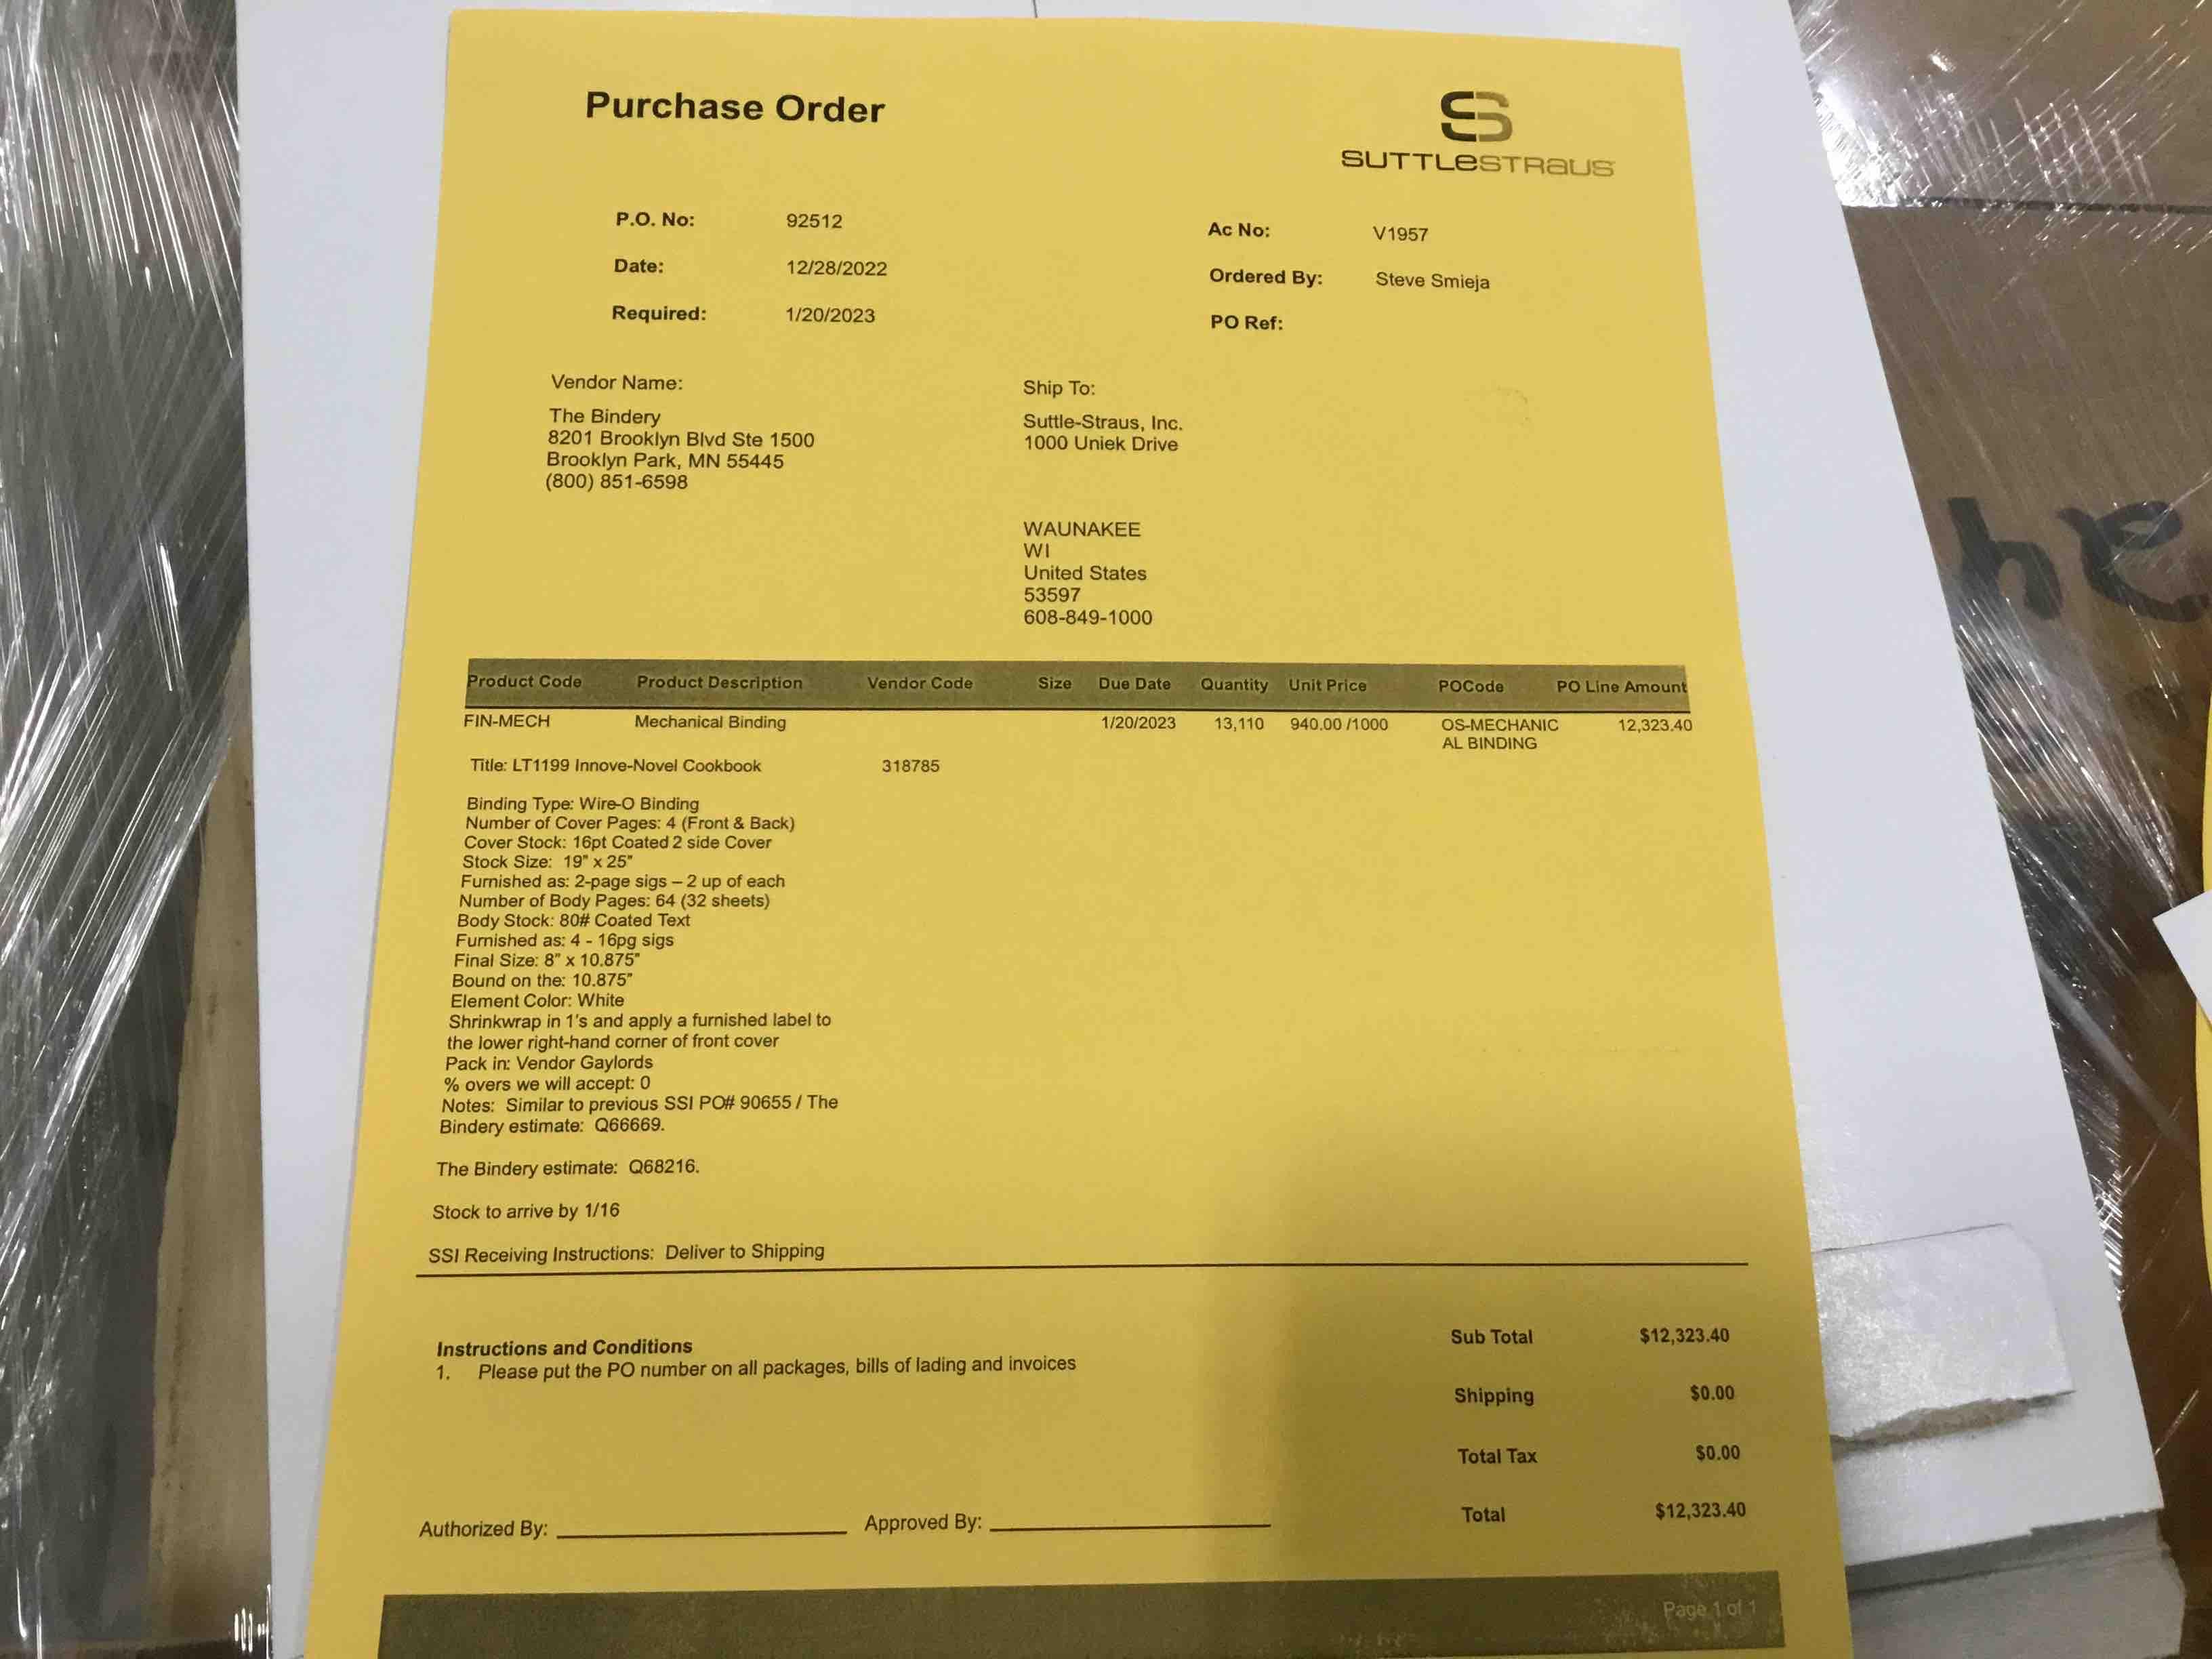 Purchase Order
SUTTLESTRAUS
P.O. No: 92512
Date: 12/28/2022
Required: 1/20/2023
Ac No: V1957
Ordered By: Steve Smieja
PO Ref:
Vendor Name:
The Bindery
8201 Brooklyn Blvd Ste 1500
Brooklyn Park, MN 55445
(800) 851-6598
Ship To:
Suttle-Straus, Inc.
1000 Uniek Drive
WAUNAKEE
WI
United States
53597
608-849-1000
Product Code Product Description Vendor Code Size Due Date Quantity Unit Price POCode PO Line Amount
FIN-MECH Mechanical Binding 1/20/2023 13,110 940.00 /1000 OS-MECHANIC 12,323.40
AL BINDING
Title: LT1199 Innove-Novel Cookbook 318785
Binding Type: Wire-O Binding
Number of Cover Pages: 4 (Front & Back)
Cover Stock: 16pt Coated 2 side Cover
Stock Size: 19" x 25"
Furnished as: 2-page sigs – 2 up of each
Number of Body Pages: 64 (32 sheets)
Body Stock: 80# Coated Text
Furnished as: 4 - 16pg sigs
Final Size: 8" x 10.875"
Bound on the: 10.875"
Element Color: White
Shrinkwrap in 1's and apply a furnished label to
the lower right-hand corner of front cover
Pack in: Vendor Gaylords
% overs we will accept: 0
Notes: Similar to previous SSI PO# 90655 / The
Bindery estimate: Q66669.
The Bindery estimate: Q68216.
Stock to arrive by 1/16
SSI Receiving Instructions: Deliver to Shipping
Instructions and Conditions
1. Please put the PO number on all packages, bills of lading and invoices
Sub Total $12,323.40
Shipping $0.00
Total Tax $0.00
Total $12,323.40
Authorized By: Approved By:
Page 1 of 1
he